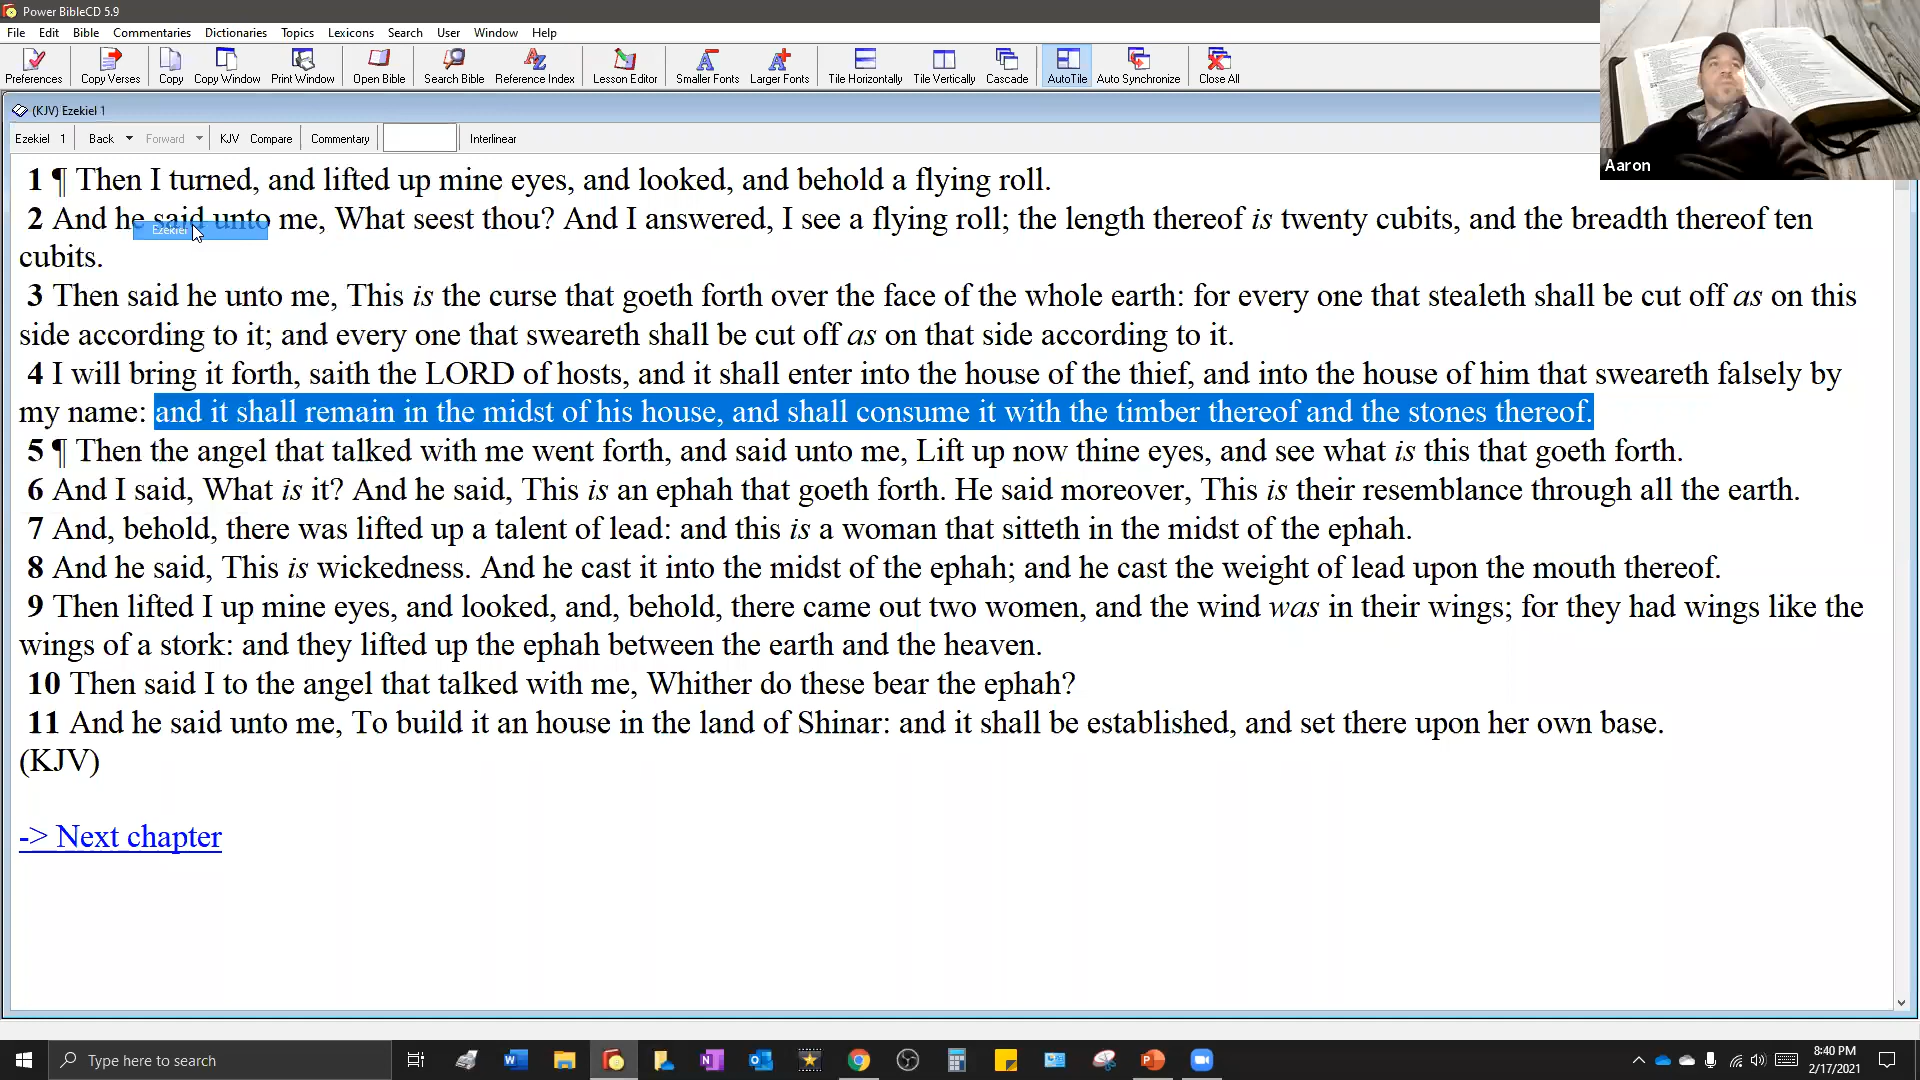 Power BibleCD 5.9
File Edit Bible Commentaries Dictionaries Topics Lexicons Search User Window Help
Preferences Copy Verses Copy Copy Window Print Window Open Bible Search Bible Reference Index Lesson Editor Smaller Fonts Larger Fonts Tile Horizontally Tile Vertically Cascade AutoTile Auto Synchronize Close All
(KJV) Ezekiel 1
Ezekiel 1 Back Forward KJV Compare Commentary Interlinear
Aaron
1 ¶ Then I turned, and lifted up mine eyes, and looked, and behold a flying roll.
2 And he said unto me, What seest thou? And I answered, I see a flying roll; the length thereof is twenty cubits, and the breadth thereof ten
Ezekiel
cubits.
3 Then said he unto me, This is the curse that goeth forth over the face of the whole earth: for every one that stealeth shall be cut off as on this
side according to it; and every one that sweareth shall be cut off as on that side according to it.
4 I will bring it forth, saith the LORD of hosts, and it shall enter into the house of the thief, and into the house of him that sweareth falsely by
my name: and it shall remain in the midst of his house, and shall consume it with the timber thereof and the stones thereof.
5 ¶ Then the angel that talked with me went forth, and said unto me, Lift up now thine eyes, and see what is this that goeth forth.
6 And I said, What is it? And he said, This is an ephah that goeth forth. He said moreover, This is their resemblance through all the earth.
7 And, behold, there was lifted up a talent of lead: and this is a woman that sitteth in the midst of the ephah.
8 And he said, This is wickedness. And he cast it into the midst of the ephah; and he cast the weight of lead upon the mouth thereof.
9 Then lifted I up mine eyes, and looked, and, behold, there came out two women, and the wind was in their wings; for they had wings like the
wings of a stork: and they lifted up the ephah between the earth and the heaven.
10 Then said I to the angel that talked with me, Whither do these bear the ephah?
11 And he said unto me, To build it an house in the land of Shinar: and it shall be established, and set there upon her own base.
(KJV)
-> Next chapter
Type here to search
8:40 PM
2/17/2021